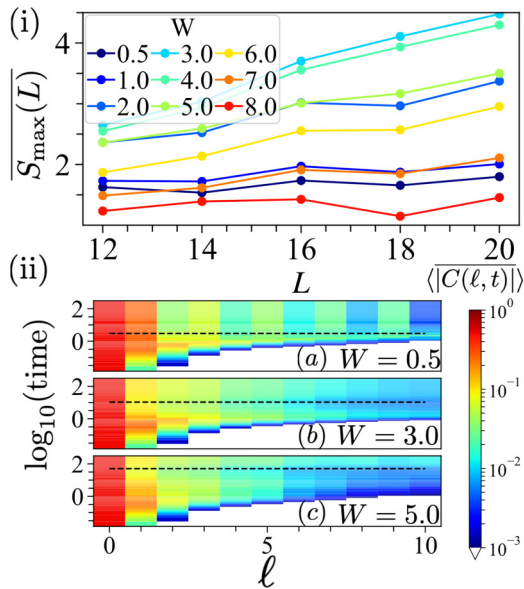 (i)
W
0.5 3.0 6.0
1.0 4.0 7.0
2.0 5.0 8.0
S_max(L)
4
2
12 14 16 18 20
L
(ii)
⟨|C(ℓ, t)|⟩
log10(time)
2
0
(a) W = 0.5
2
0
(b) W = 3.0
2
0
(c) W = 5.0
0 5 10
ℓ
10^0
10^-1
10^-2
10^-3